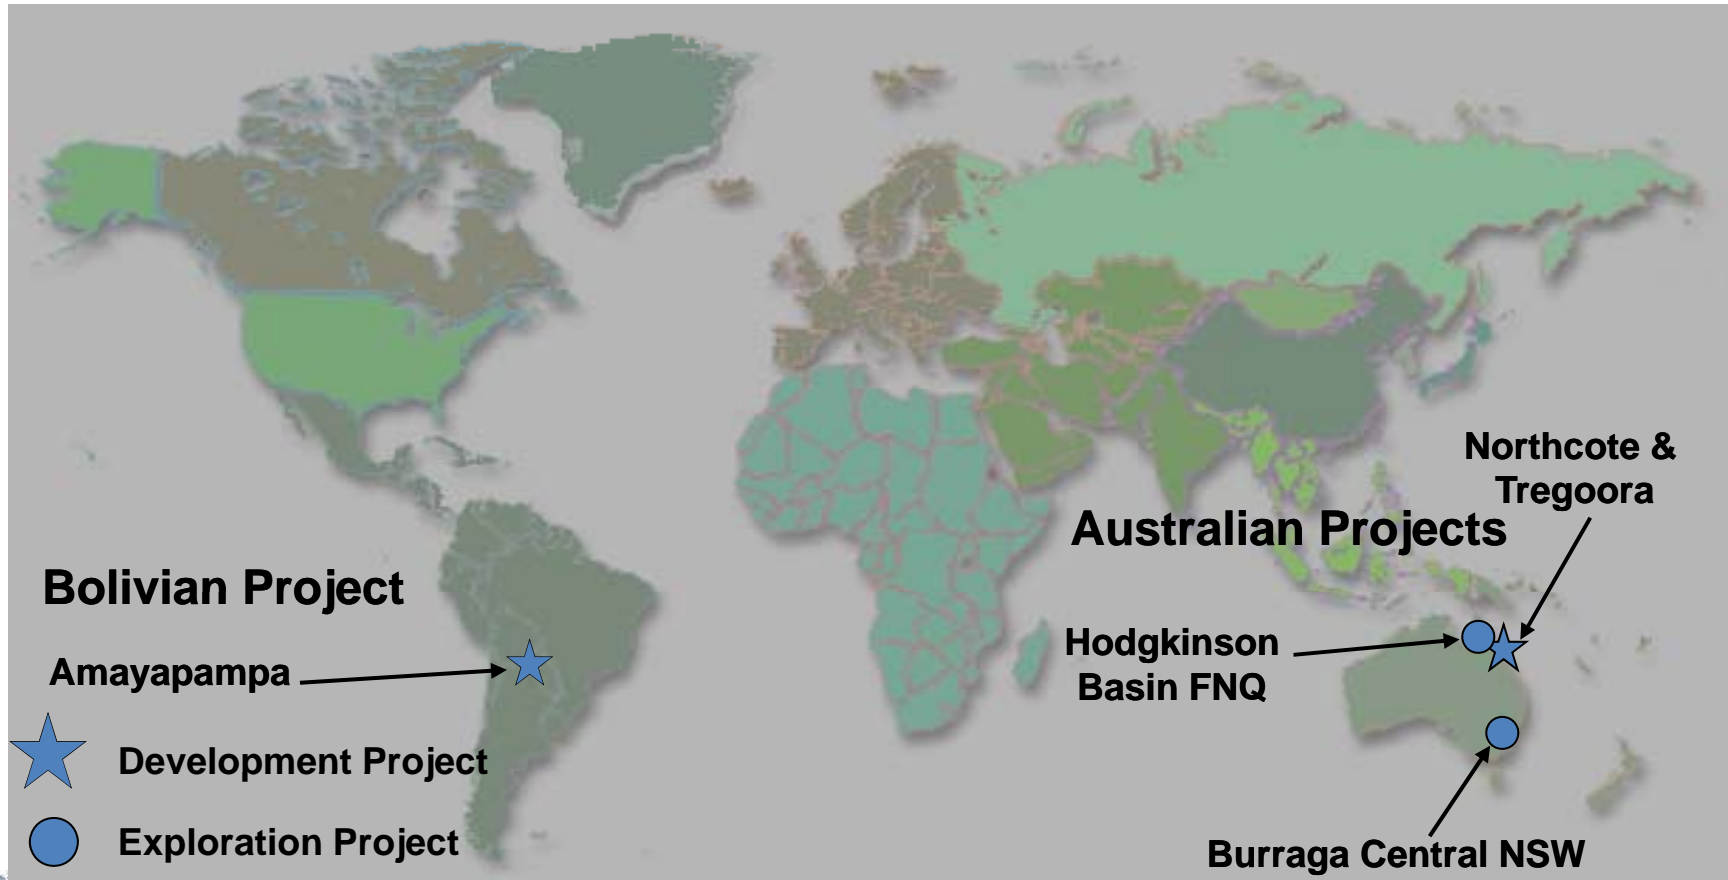 Northcote &
Tregoora
Australian Projects
Bolivian Project
Hodgkinson
Basin FNQ
Amayapampa
Development Project
Exploration Project
Burraga Central NSW